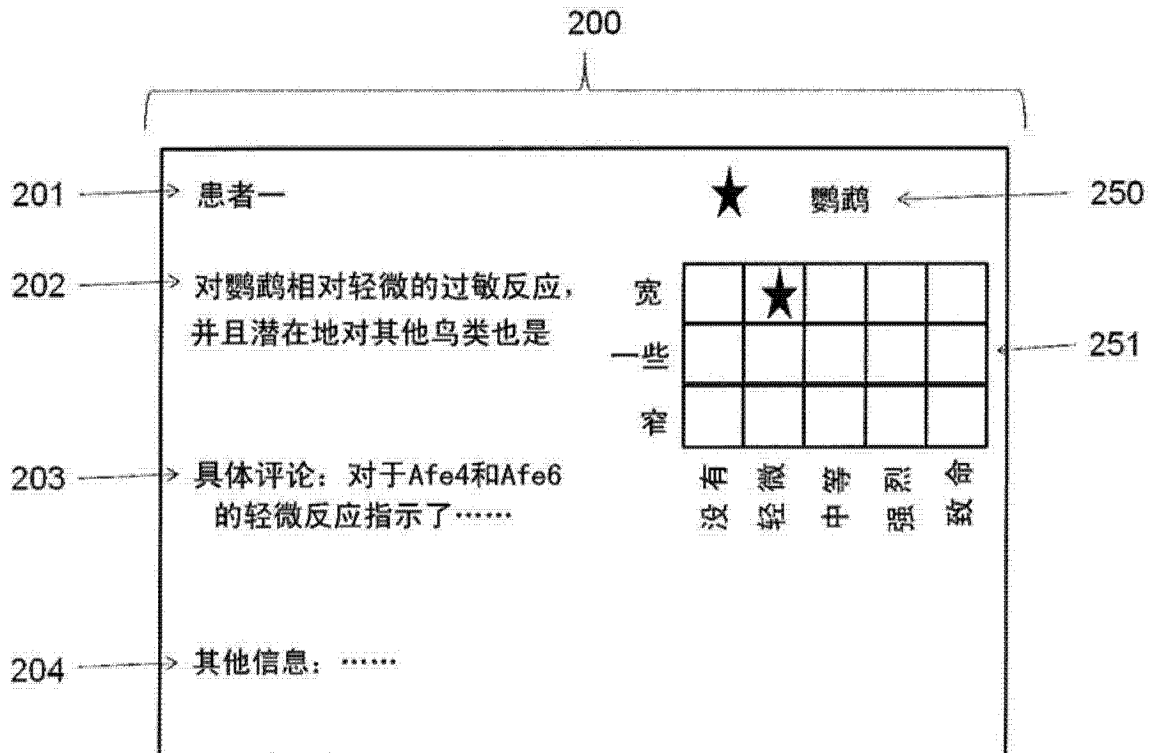 200
201
患者一
★ 鹦鹉
250
202
对鹦鹉相对轻微的过敏反应，
并且潜在地对其他鸟类也是
宽
一些
窄
251
没有
轻微
中等
强烈
致命
203
具体评论：对于Afe4和Afe6
的轻微反应指示了……
204
其他信息：……